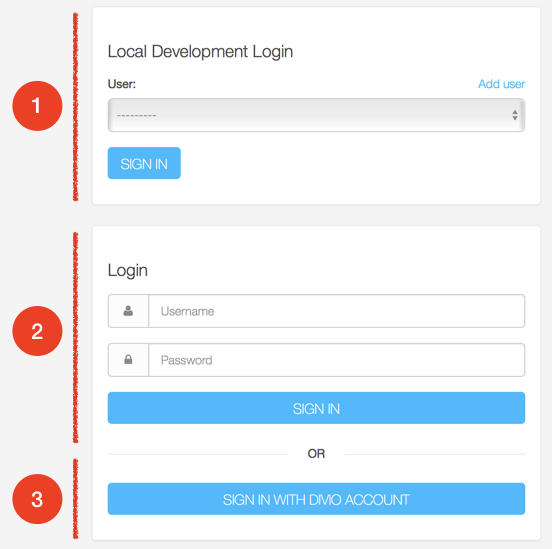 1
Local Development Login
User:
Add user
---------
SIGN IN
2
Login
Username
Password
SIGN IN
OR
3
SIGN IN WITH DIVIO ACCOUNT